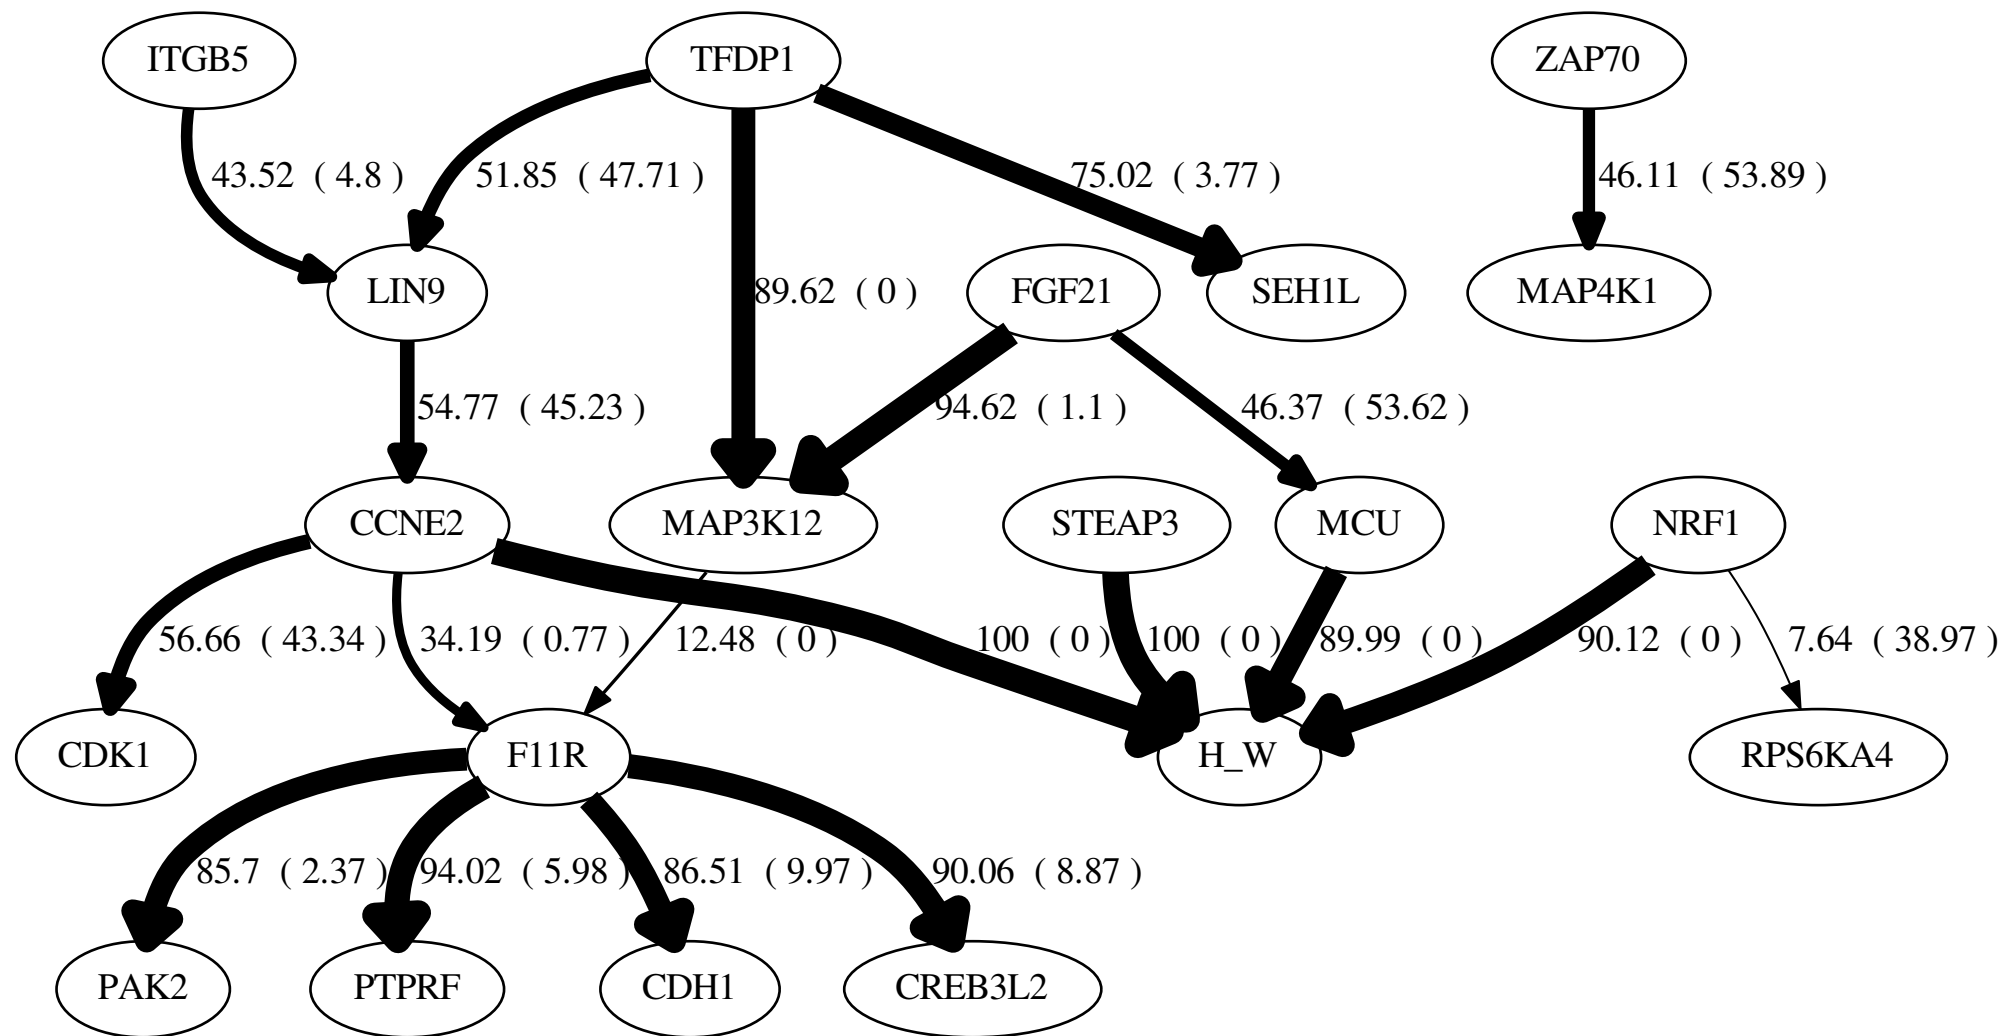 ITGB5
TFDP1
ZAP70
43.52 ( 4.8 )
51.85 ( 47.71 )
75.02 ( 3.77 )
46.11 ( 53.89 )
LIN9
89.62 ( 0 )
FGF21
SEH1L
MAP4K1
54.77 ( 45.23 )
94.62 ( 1.1 )
46.37 ( 53.62 )
CCNE2
MAP3K12
STEAP3
MCU
NRF1
56.66 ( 43.34 )
34.19 ( 0.77 )
12.48 ( 0 )
100 ( 0 )
100 ( 0 )
89.99 ( 0 )
90.12 ( 0 )
7.64 ( 38.97 )
CDK1
F11R
H_W
RPS6KA4
85.7 ( 2.37 )
94.02 ( 5.98 )
86.51 ( 9.97 )
90.06 ( 8.87 )
PAK2
PTPRF
CDH1
CREB3L2